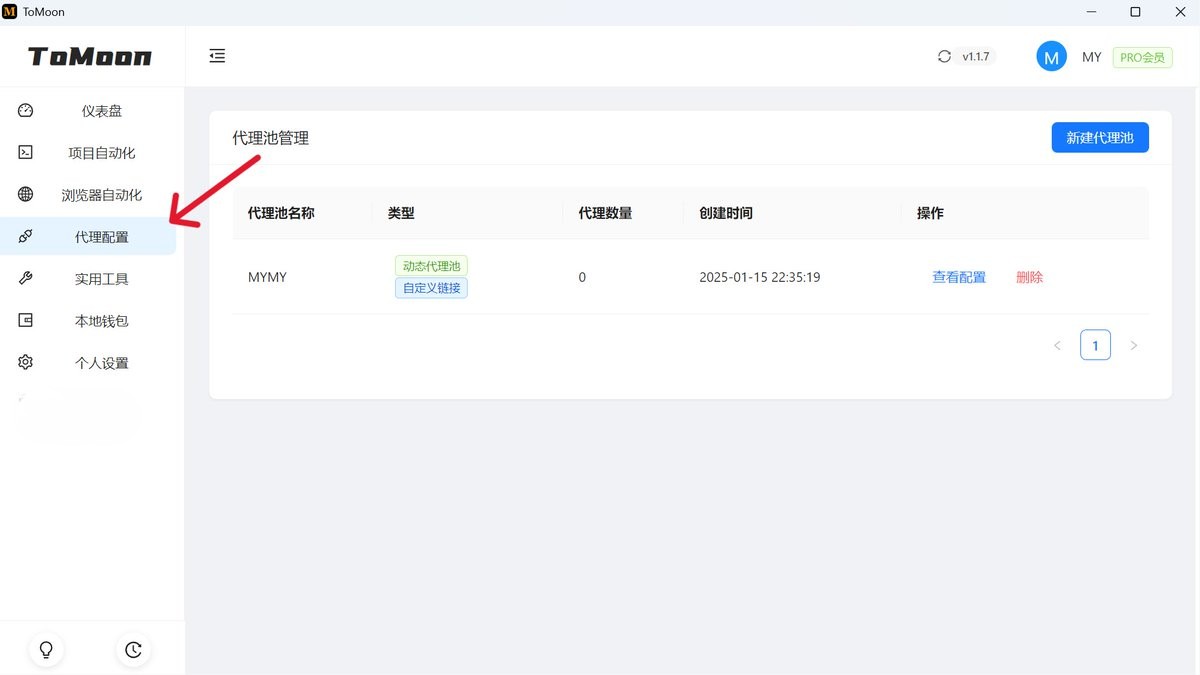 M ToMoon
ToMoon
v1.1.7
M MY PRO会员
仪表盘
项目自动化
浏览器自动化
代理配置
实用工具
本地钱包
个人设置
代理池管理
新建代理池
代理池名称 类型 代理数量 创建时间 操作
MYMY 动态代理池 0 2025-01-15 22:35:19 查看配置 删除
自定义链接
< 1 >